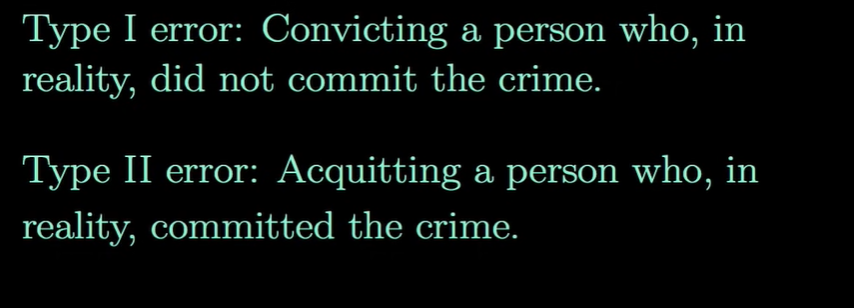 Type I error: Convicting a person who, in
reality, did not commit the crime.
Type II error: Acquitting a person who, in
reality, committed the crime.